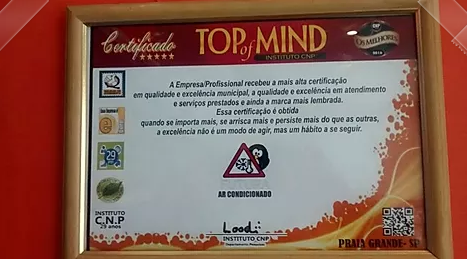 Certificado
TOP of MIND
INSTITUTO CNP
OS MELHORES
A Empresa/Profissional recebeu a mais alta certificação
em qualidade e excelência municipal, a qualidade e excelência em atendimento
e serviços prestados e ainda a marca mais lembrada.
Essa certificação é obtida
quando se importa mais, se arrisca mais e persiste mais do que as outras,
a excelência não é um modo de agir, mas um hábito a se seguir.
29
AR CONDICIONADO
INSTITUTO
C.N.P
29 anos
INSTITUTO CNP
PRAIA GRANDE- SP